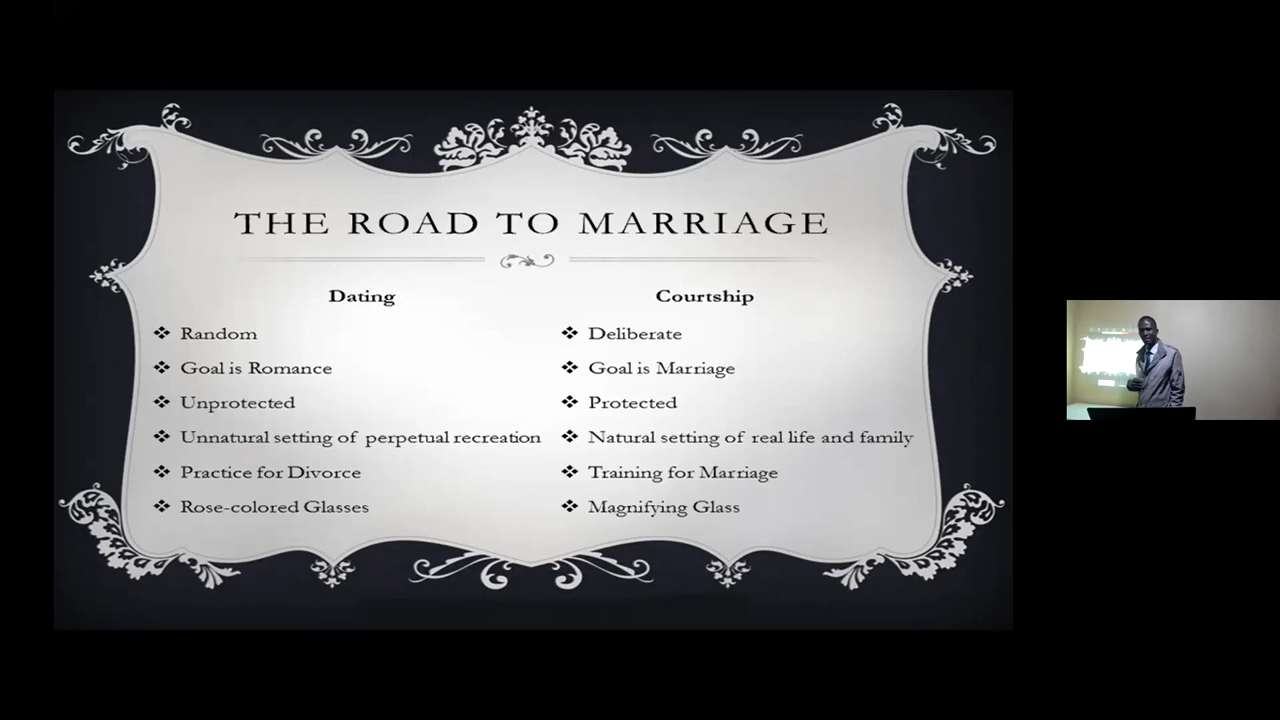 THE ROAD TO MARRIAGE
Dating
Random
Goal is Romance
Unprotected
Unnatural setting of perpetual recreation
Practice for Divorce
Rose-colored Glasses
Courtship
Deliberate
Goal is Marriage
Protected
Natural setting of real life and family
Training for Marriage
Magnifying Glass